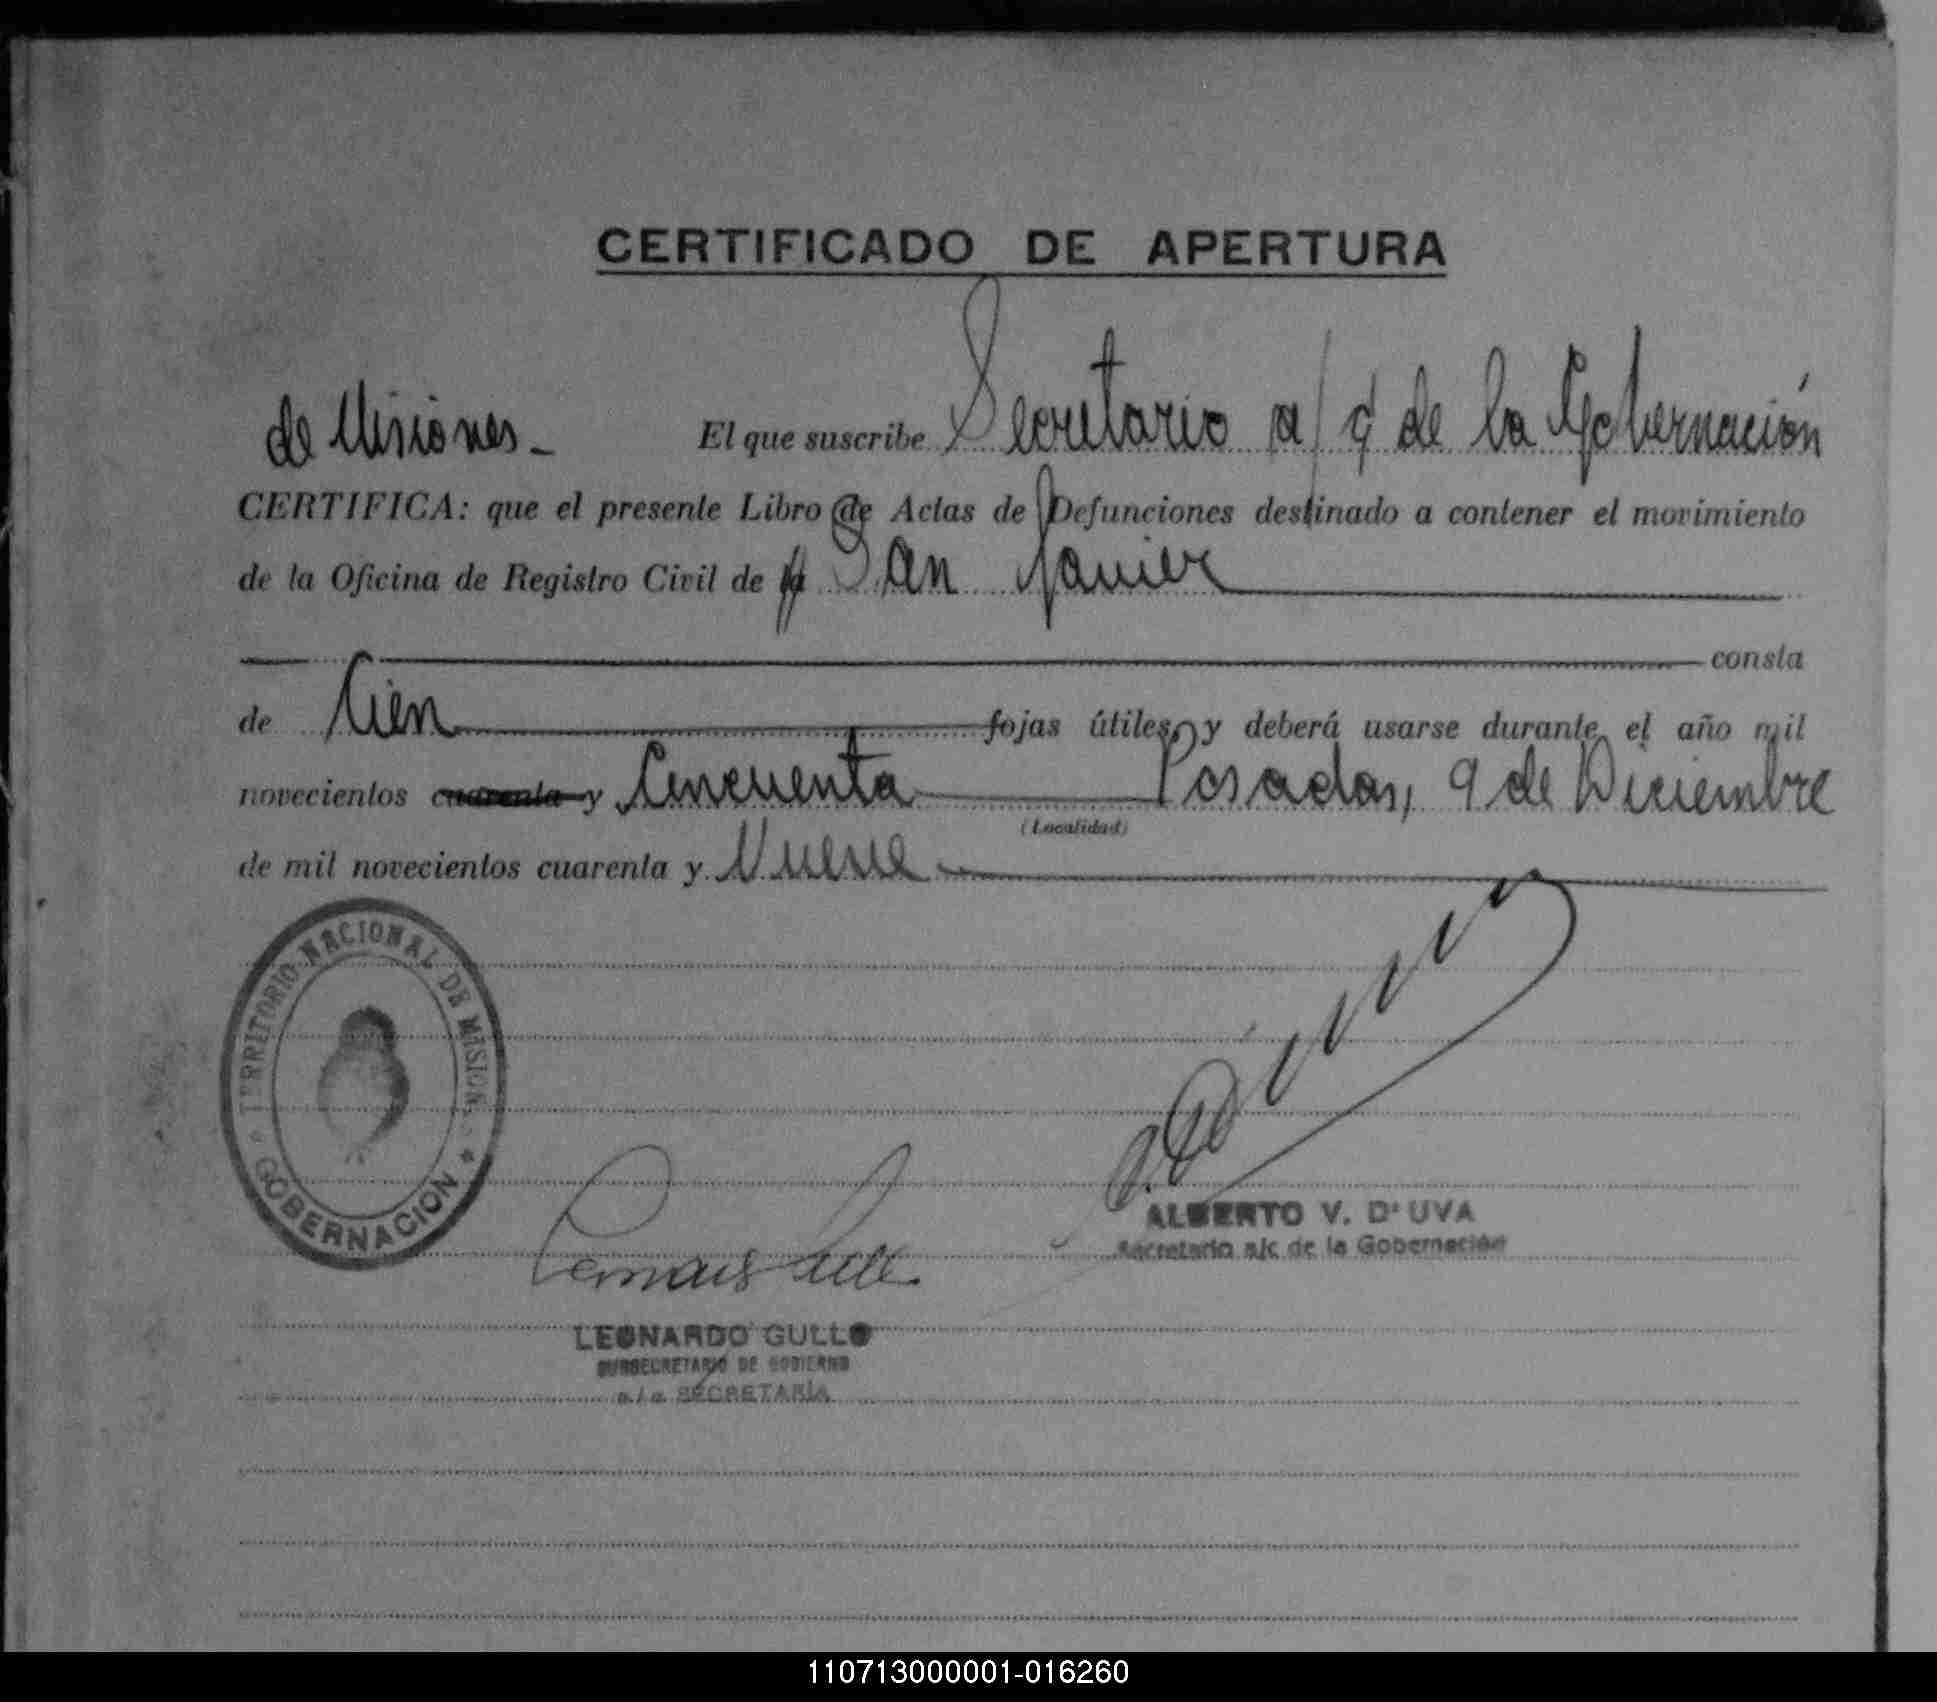 CERTIFICADO DE APERTURA
El que suscribe Secretario a/c de la Gobernación
de Misiones._
CERTIFICA: que el presente Libro de Actas de Defunciones destinado a contener el movimiento
de la Oficina de Registro Civil de San Javier
consta
de Cien fojas útiles, y deberá usarse durante el año mil
novecientos cuarenta y Cincuenta Posadas, 9 de Diciembre
(Localidad)
de mil novecientos cuarenta y Nueve
TERRITORIO NACIONAL DE MISIONES
GOBERNACION
ALBERTO V. D'UVA
Secretario a/c de la Gobernación
Leonardo Gullo
LEONARDO GULLO
SUBSECRETARIO DE GOBIERNO
a/c. SECRETARÍA
110713000001-016260